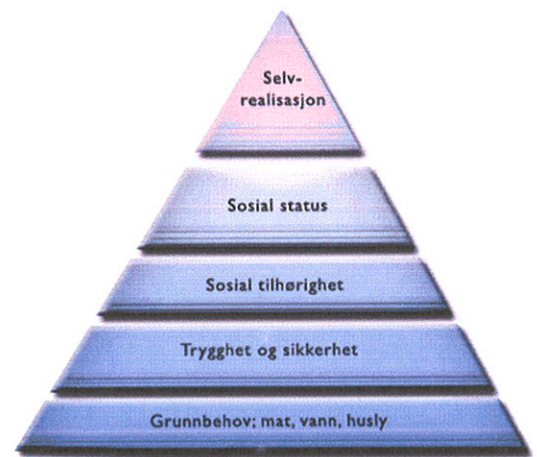 Selv-
realisasjon
Sosial status
Sosial tilhørighet
Trygghet og sikkerhet
Grunnbehov; mat, vann, husly